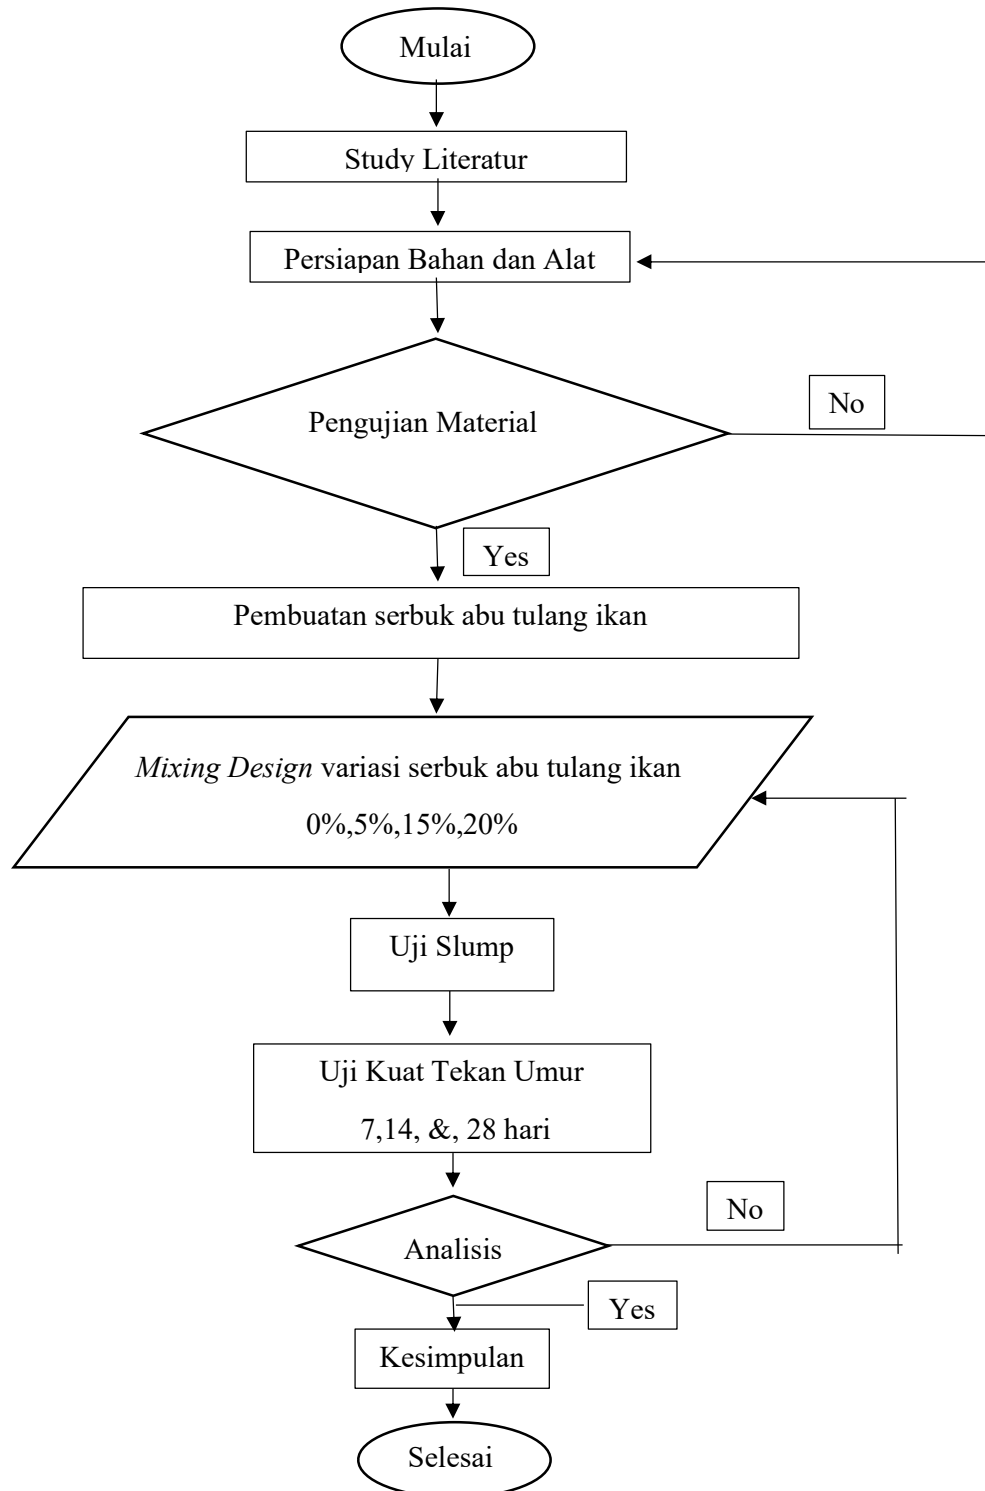 Mulai
Study Literatur
Persiapan Bahan dan Alat
Pengujian Material
No
Yes
Pembuatan serbuk abu tulang ikan
Mixing Design variasi serbuk abu tulang ikan
0%,5%,15%,20%
Uji Slump
Uji Kuat Tekan Umur
7,14, &, 28 hari
No
Analisis
Yes
Kesimpulan
Selesai